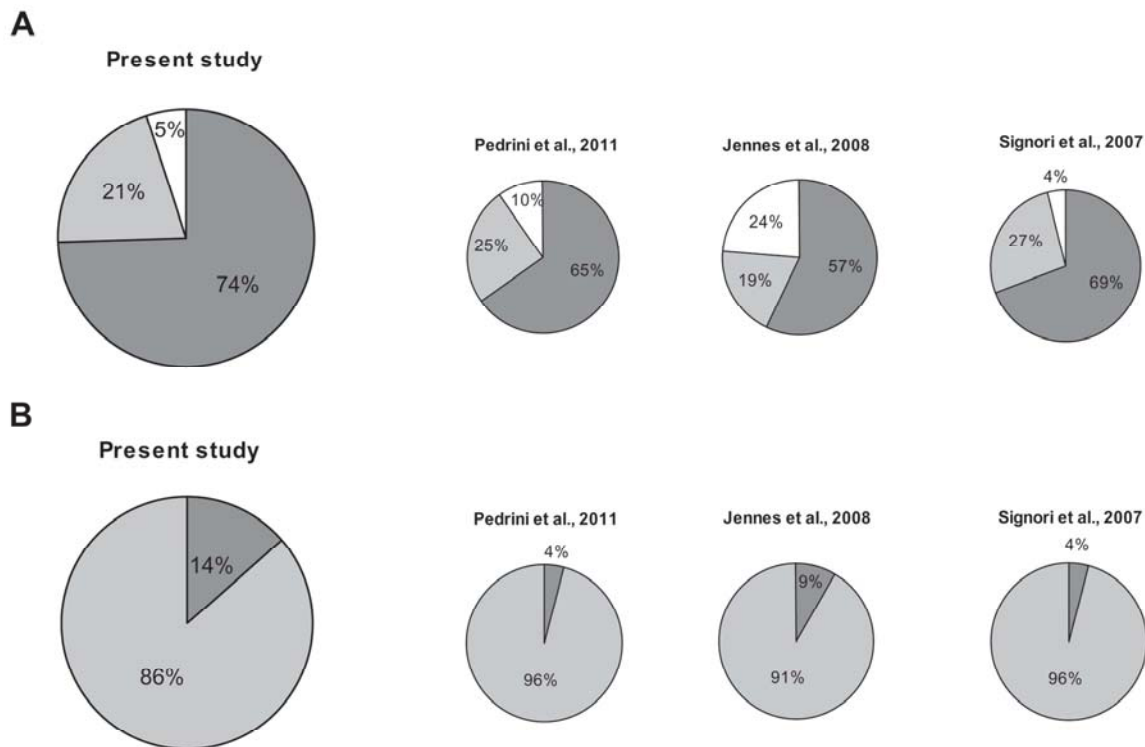 A
Present study
5%
21%
74%
Pedrini et al., 2011
10%
25%
65%
Jennes et al., 2008
24%
19%
57%
Signori et al., 2007
4%
27%
69%
B
Present study
14%
86%
Pedrini et al., 2011
4%
96%
Jennes et al., 2008
9%
91%
Signori et al., 2007
4%
96%